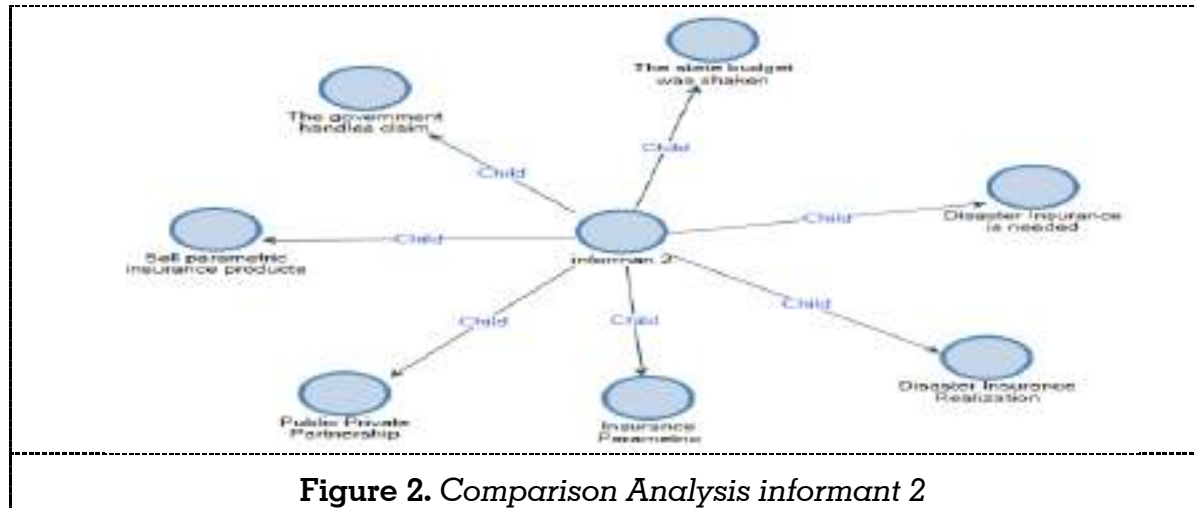 The state budget
was shaken
The government
handles claim
Child
Child
Disaster Insurance
is needed
Child
Sell parametric
insurance products
Child
informan 2
Child
Child
Child
Public Private
Partnership
Insurance
Parametric
Disaster Insurance
Realization
Figure 2. Comparison Analysis informant 2